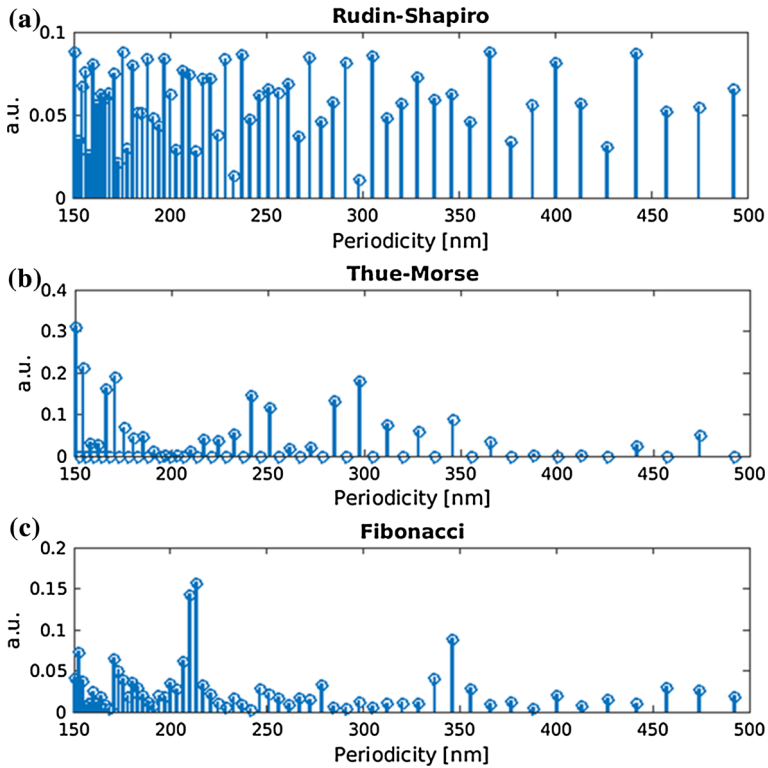 (a)
Rudin-Shapiro
0.1
0.05
0
a.u.
150 200 250 300 350 400 450 500
Periodicity [nm]
(b)
Thue-Morse
0.4
0.3
0.2
0.1
0
a.u.
150 200 250 300 350 400 450 500
Periodicity [nm]
(c)
Fibonacci
0.2
0.15
0.1
0.05
0
a.u.
150 200 250 300 350 400 450 500
Periodicity [nm]